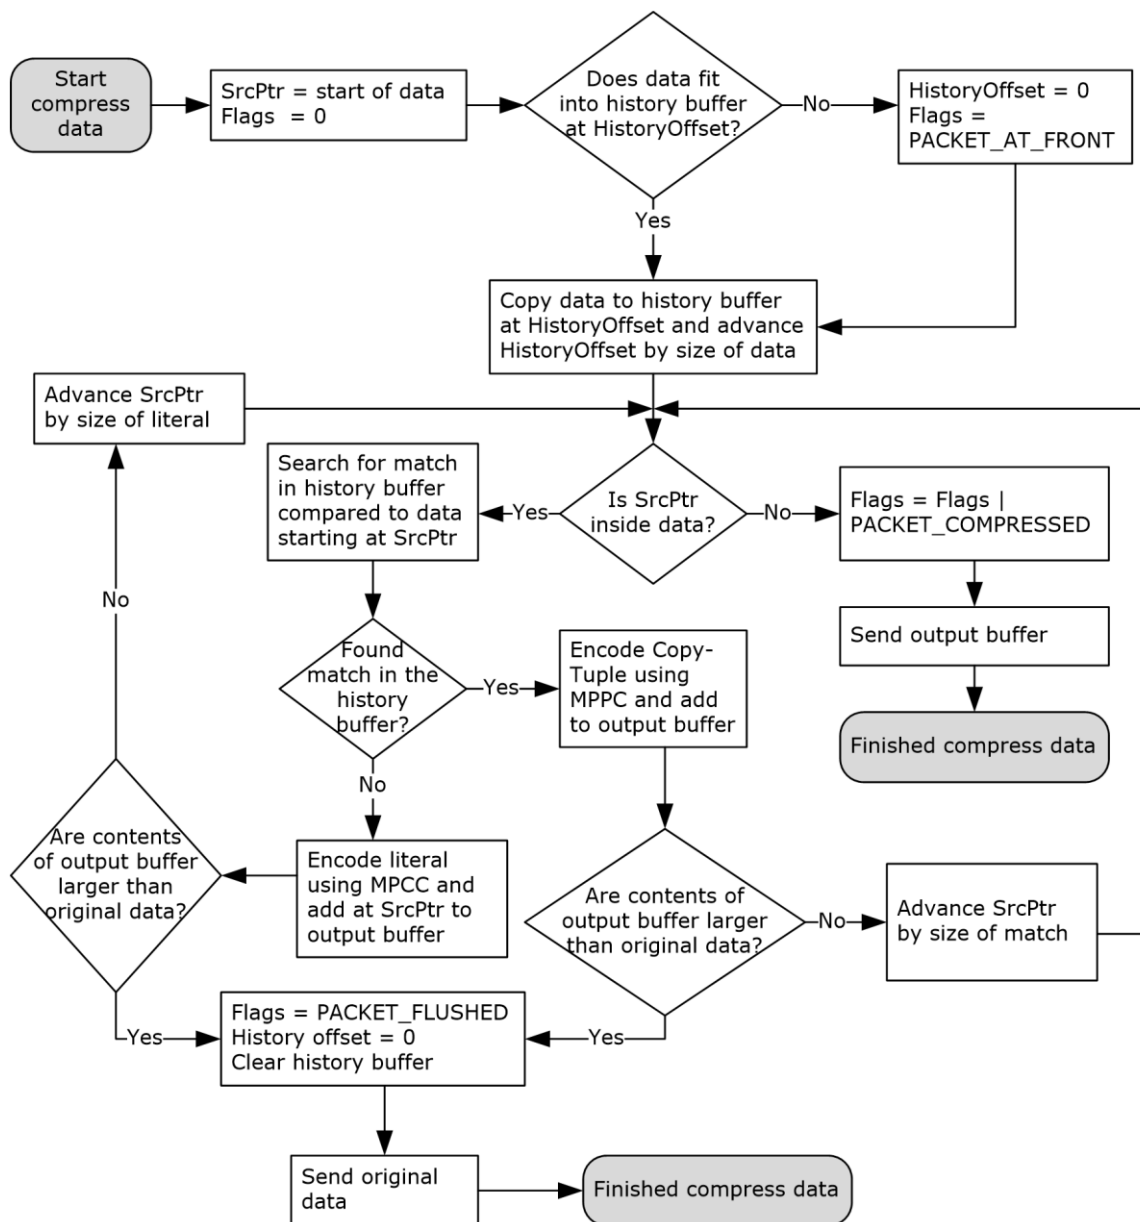 Start
compress
data
SrcPtr = start of data
Flags  = 0
Does data fit
into history buffer
at HistoryOffset?
No
HistoryOffset = 0
Flags =
PACKET_AT_FRONT
Yes
Copy data to history buffer
at HistoryOffset and advance
HistoryOffset by size of data
Advance SrcPtr
by size of literal
Search for match
in history buffer
compared to data
starting at SrcPtr
Yes
Is SrcPtr
inside data?
No
Flags = Flags |
PACKET_COMPRESSED
No
Send output buffer
Found
match in the
history
buffer?
Yes
Encode Copy-
Tuple using
MPPC and add
to output buffer
Finished compress data
No
Are contents
of output buffer
larger than
original data?
Encode literal
using MPCC and
add at SrcPtr to
output buffer
Are contents of
output buffer larger
than original data?
No
Advance SrcPtr
by size of match
Yes
Flags = PACKET_FLUSHED
History offset = 0
Clear history buffer
Yes
Send original
data
Finished compress data